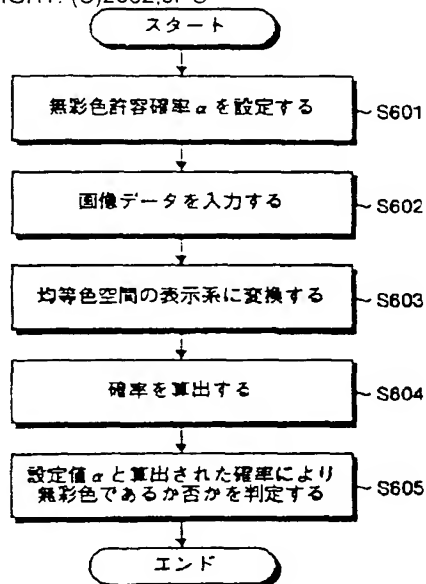 スタート
無彩色許容確率αを設定する
S601
画像データを入力する
S602
均等色空間の表示系に変換する
S603
確率を算出する
S604
設定値αと算出された確率により
無彩色であるか否かを判定する
S605
エンド